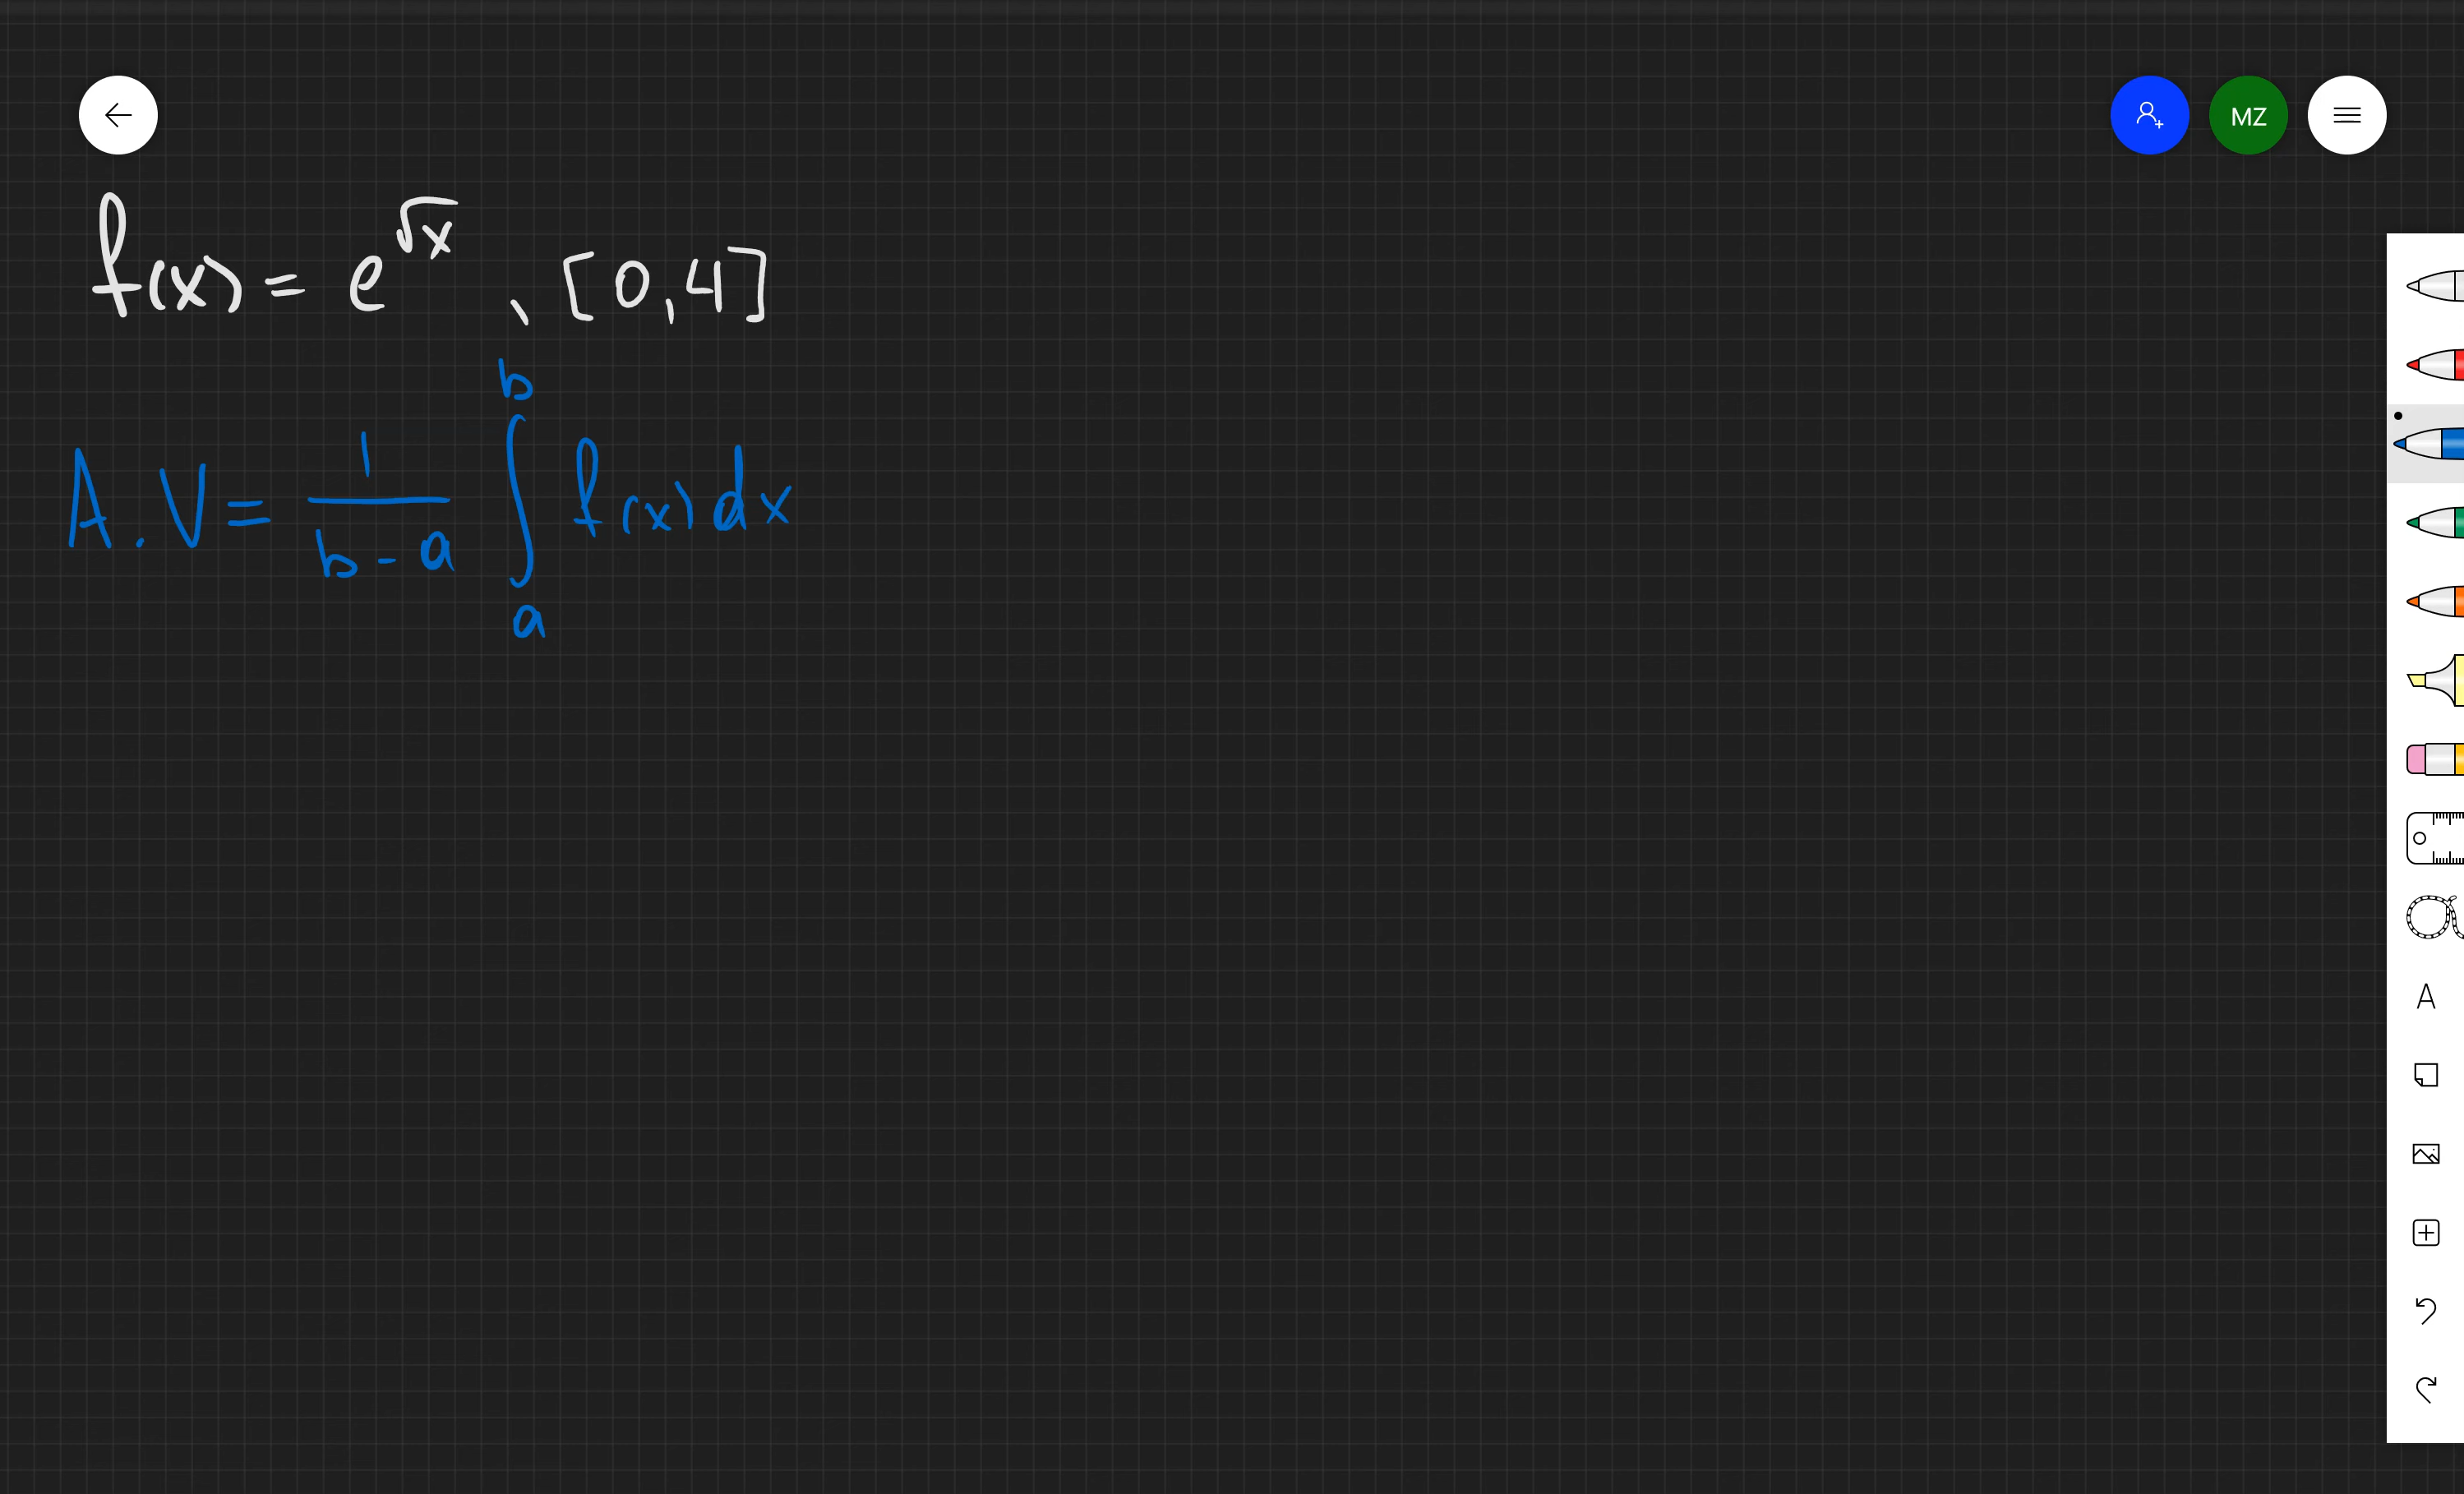 MZ
f(x) = e^√x , [0,4]
A.V = 1/(b-a) ∫_a^b f(x) dx
A